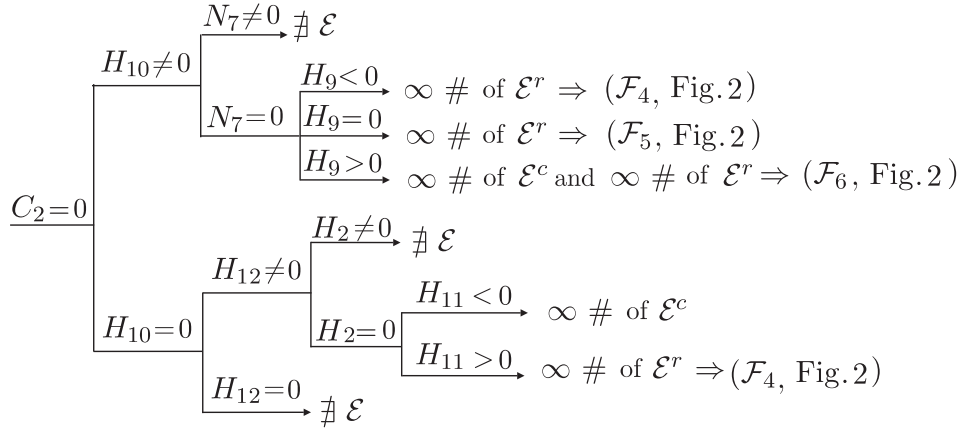 N₇≠0 ∄ ℰ
H₁₀≠0
H₉<0 ∞ # of ℰʳ ⇒ (ℱ₄, Fig.2)
N₇=0 H₉=0 ∞ # of ℰʳ ⇒ (ℱ₅, Fig.2)
H₉>0 ∞ # of ℰᶜ and ∞ # of ℰʳ ⇒ (ℱ₆, Fig.2)
C₂=0
H₂≠0 ∄ ℰ
H₁₂≠0
H₁₁<0 ∞ # of ℰᶜ
H₁₀=0 H₂=0
H₁₁>0 ∞ # of ℰʳ ⇒ (ℱ₄, Fig.2)
H₁₂=0 ∄ ℰ